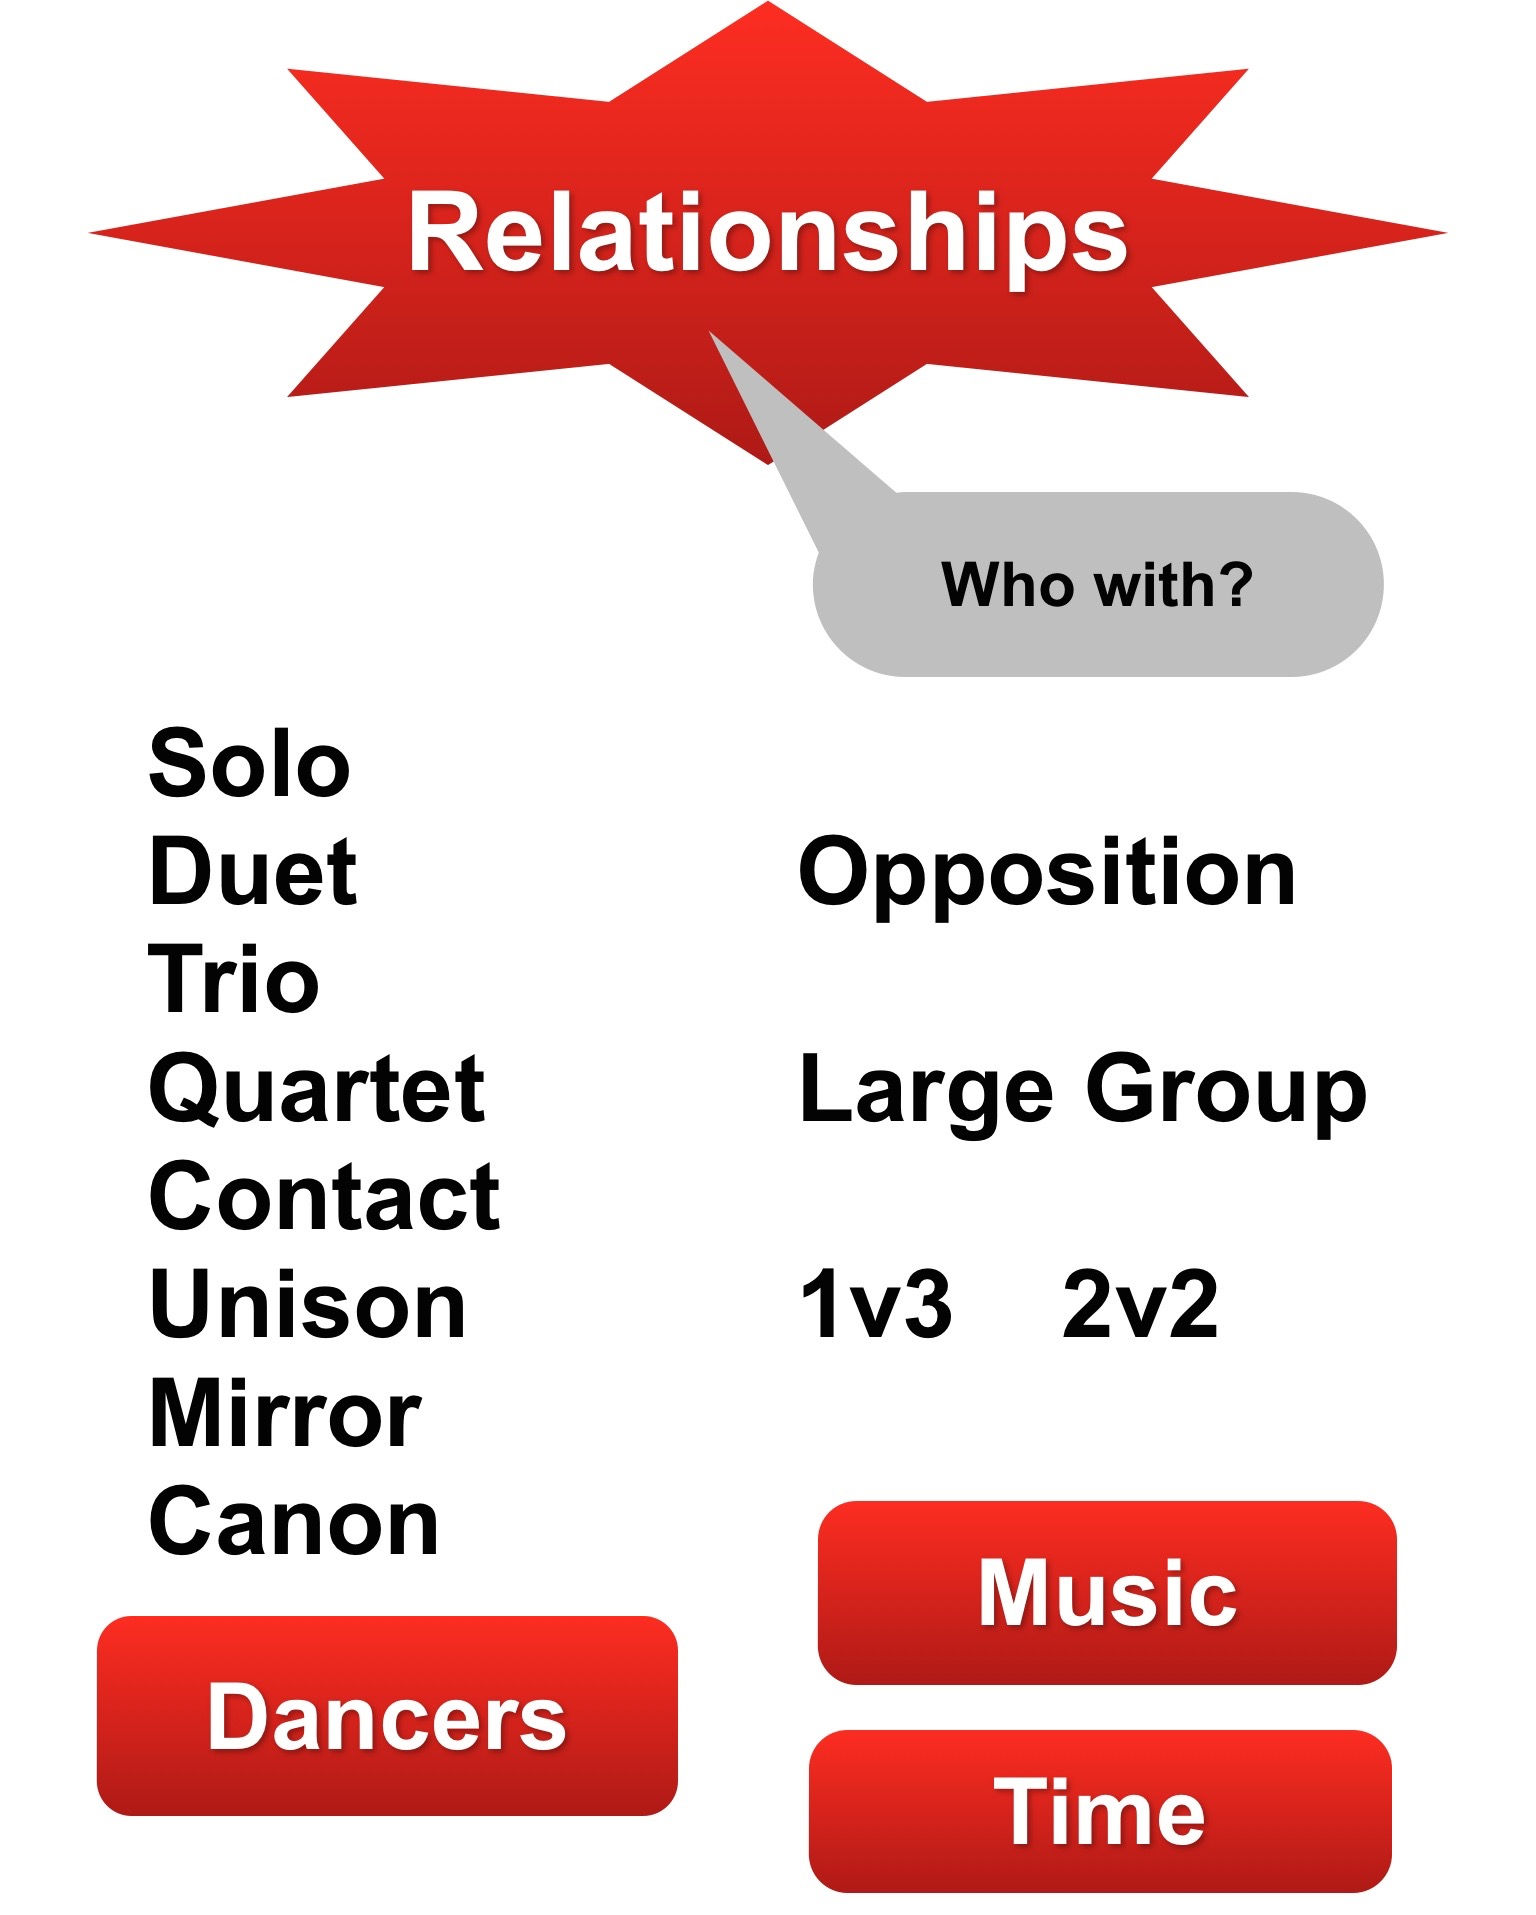 Relationships
Who with?
Solo
Duet
Opposition
Trio
Quartet
Large Group
Contact
Unison
1v3 2v2
Mirror
Canon
Music
Dancers
Time